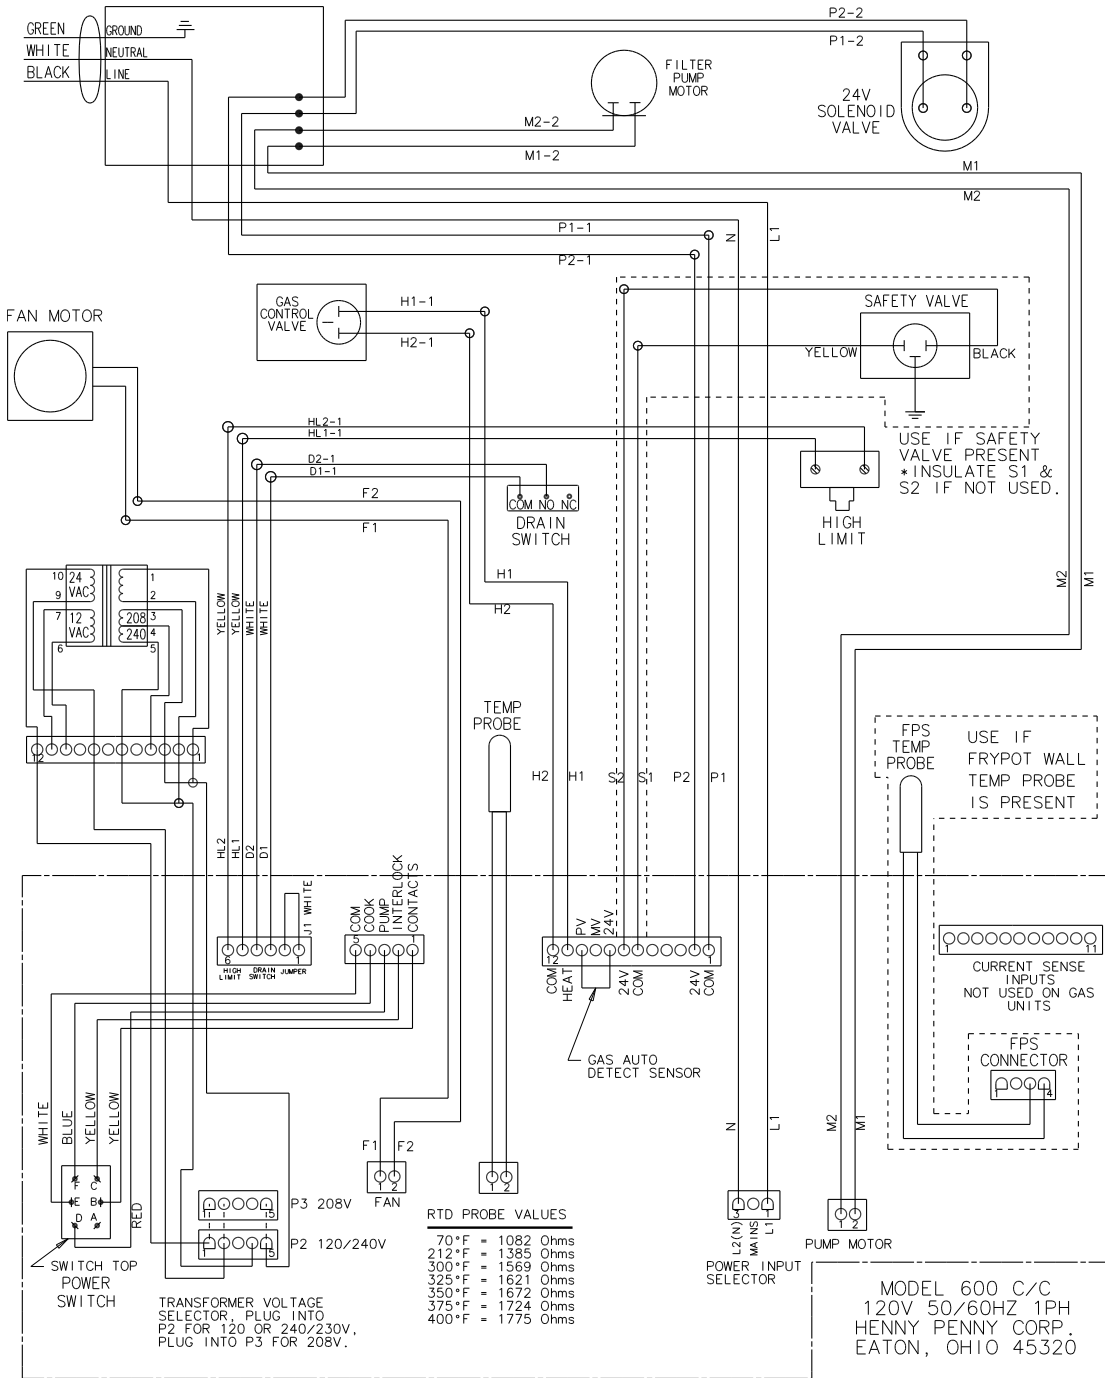 GREEN
GROUND
WHITE
NEUTRAL
BLACK
LINE
P2-2
P1-2
FILTER
PUMP
MOTOR
24V
SOLENOID
VALVE
M2-2
M1-2
M1
M2
P1-1
P2-1
N
L1
GAS
CONTROL
VALVE
H1-1
H2-1
SAFETY VALVE
YELLOW
BLACK
FAN MOTOR
HL2-1
HL1-1
D2-1
D1-1
USE IF SAFETY
VALVE PRESENT
*INSULATE S1 &
S2 IF NOT USED.
F2
F1
COM NO NC
DRAIN
SWITCH
HIGH
LIMIT
10
24
VAC
9
7
12
VAC
6
1
2
208
3
240
4
5
YELLOW
YELLOW
WHITE
WHITE
H1
H2
M2
M1
TEMP
PROBE
FPS
TEMP
PROBE
USE IF
FRYPOT WALL
TEMP PROBE
IS PRESENT
12
1
H2
H1
S2
S1
P2
P1
HL2
HL1
D2
D1
J1 WHITE
COM
COOK
PUMP
INTERLOCK
CONTACTS
5
1
6
1
HIGH
LIMIT
DRAIN
SWITCH
JUMPER
PV
MV
24V
12
1
COM
HEAT
24V
COM
24V
COM
1
11
CURRENT SENSE
INPUTS
NOT USED ON GAS
UNITS
GAS AUTO
DETECT SENSOR
FPS
CONNECTOR
1
4
WHITE
BLUE
YELLOW
YELLOW
RED
F C
E B
D A
F1
F2
1 2
FAN
1 2
N
L1
3
1
L2(N)
MAINS
L1
M2
M1
1 2
PUMP MOTOR
1
5
P3 208V
1
5
P2 120/240V
RTD PROBE VALUES
70°F = 1082 Ohms
212°F = 1385 Ohms
300°F = 1569 Ohms
325°F = 1621 Ohms
350°F = 1672 Ohms
375°F = 1724 Ohms
400°F = 1775 Ohms
POWER INPUT
SELECTOR
SWITCH TOP
POWER
SWITCH
TRANSFORMER VOLTAGE
SELECTOR, PLUG INTO
P2 FOR 120 OR 240/230V,
PLUG INTO P3 FOR 208V.
MODEL 600 C/C
120V 50/60HZ 1PH
HENNY PENNY CORP.
EATON, OHIO 45320